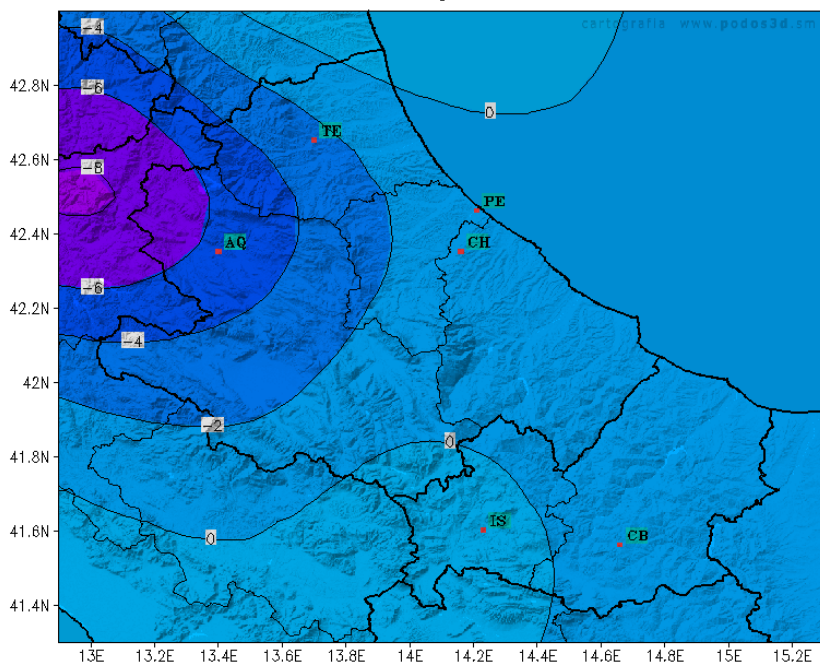 cartografia www.podos3d.sm
-4
42.8N
-6
0
TE
42.6N
-8
PE
42.4N
AQ
CH
-6
42.2N
-4
42N
-2
0
41.8N
0
IS
CB
41.6N
41.4N
13E 13.2E 13.4E 13.6E 13.8E 14E 14.2E 14.4E 14.6E 14.8E 15E 15.2E